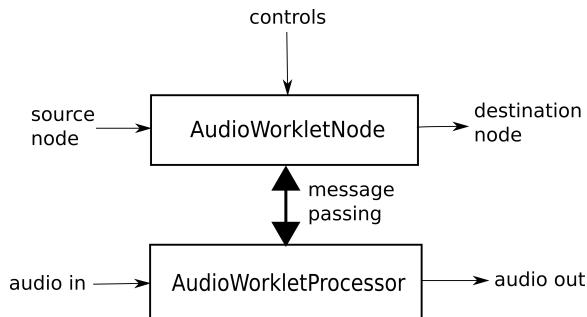 controls
source
node
AudioWorkletNode
destination
node
message
passing
audio in
AudioWorkletProcessor
audio out